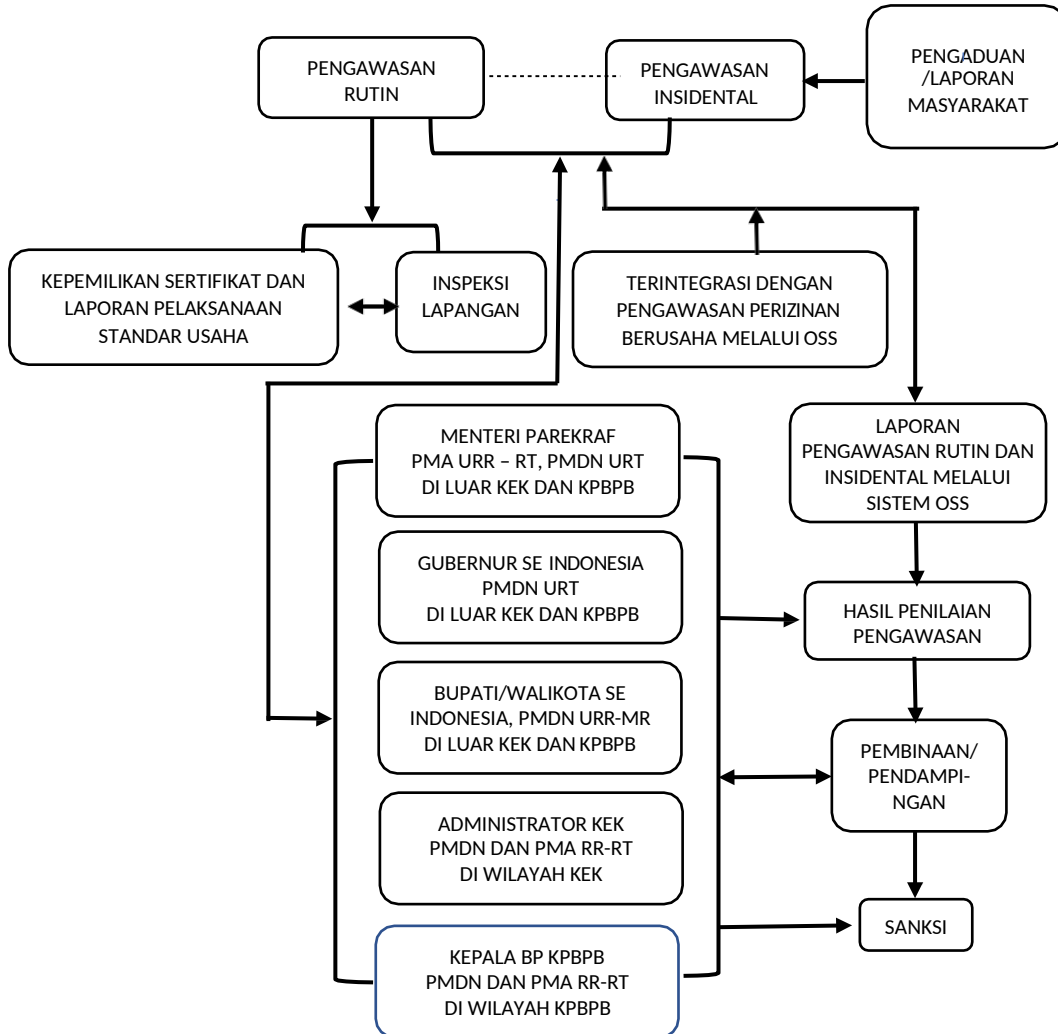 PENGAWASAN
RUTIN
PENGAWASAN
INSIDENTAL
PENGADUAN
/LAPORAN
MASYARAKAT
KEPEMILIKAN SERTIFIKAT DAN
LAPORAN PELAKSANAAN
STANDAR USAHA
INSPEKSI
LAPANGAN
TERINTEGRASI DENGAN
PENGAWASAN PERIZINAN
BERUSAHA MELALUI OSS
MENTERI PAREKRAF
PMA URR – RT, PMDN URT
DI LUAR KEK DAN KPBPB
LAPORAN
PENGAWASAN RUTIN DAN
INSIDENTAL MELALUI
SISTEM OSS
GUBERNUR SE INDONESIA
PMDN URT
DI LUAR KEK DAN KPBPB
HASIL PENILAIAN
PENGAWASAN
BUPATI/WALIKOTA SE
INDONESIA, PMDN URR-MR
DI LUAR KEK DAN KPBPB
PEMBINAAN/
PENDAMPI-
NGAN
ADMINISTRATOR KEK
PMDN DAN PMA RR-RT
DI WILAYAH KEK
SANKSI
KEPALA BP KPBPB
PMDN DAN PMA RR-RT
DI WILAYAH KPBPB